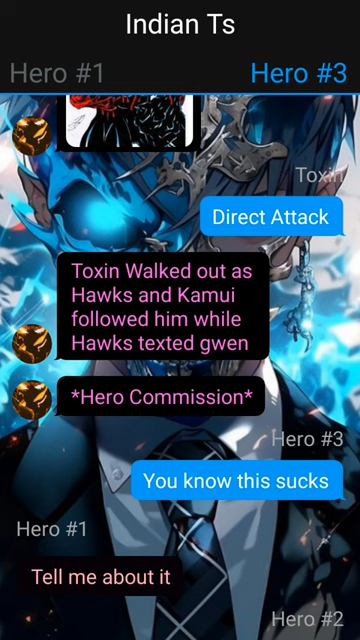 Indian Ts
Hero #1
Hero #3
Toxin
Direct Attack
Toxin Walked out as
Hawks and Kamui
followed him while
Hawks texted gwen
*Hero Commission*
Hero #3
You know this sucks
Hero #1
Tell me about it
Hero #2